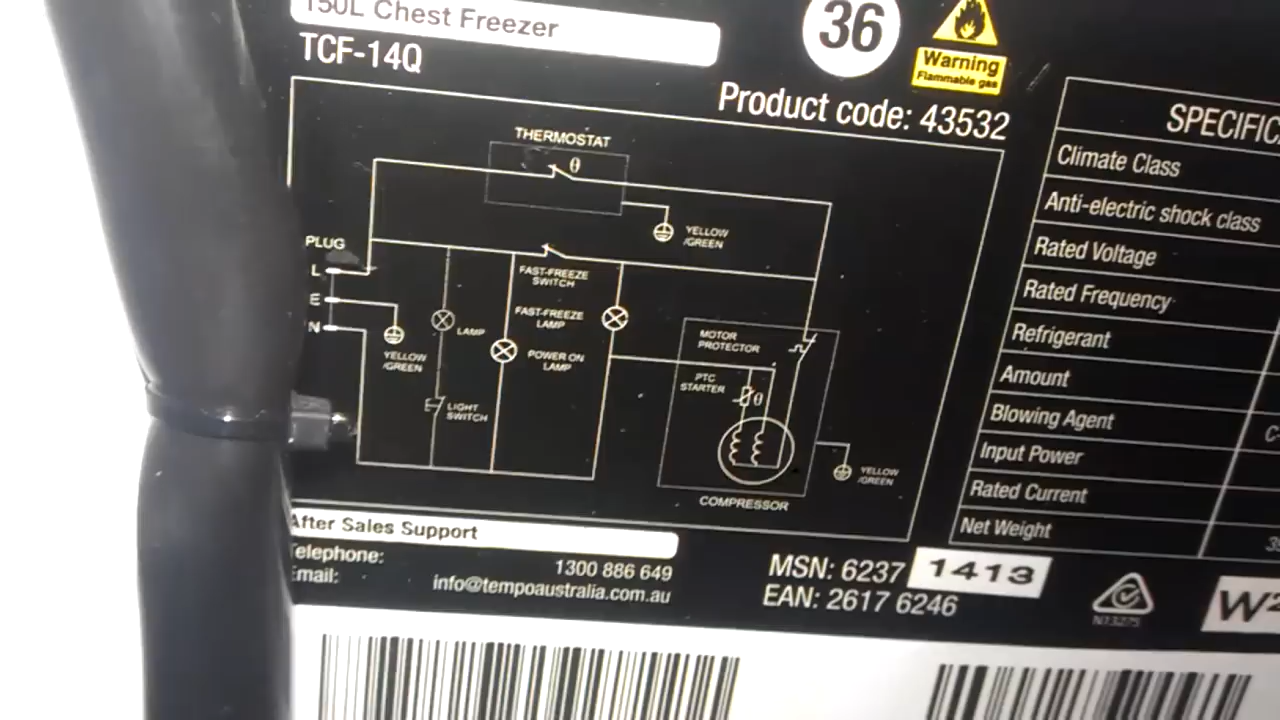 150L Chest Freezer
TCF-14Q
36
Warning
Flammable gas
Product code: 43532
THERMOSTAT
θ
YELLOW
/GREEN
PLUG
L
E
N
YELLOW
/GREEN
LAMP
LIGHT
SWITCH
FAST-FREEZE
SWITCH
FAST-FREEZE
LAMP
POWER ON
LAMP
MOTOR
PROTECTOR
PTC
STARTER
θ
COMPRESSOR
YELLOW
/GREEN
SPECIFIC
Climate Class
Anti-electric shock class
Rated Voltage
Rated Frequency
Refrigerant
Amount
Blowing Agent
C-
Input Power
Rated Current
Net Weight
After Sales Support
Telephone:
1300 886 649
Email:
info@tempoaustralia.com.au
MSN: 6237 1413
EAN: 2617 6246
N13275